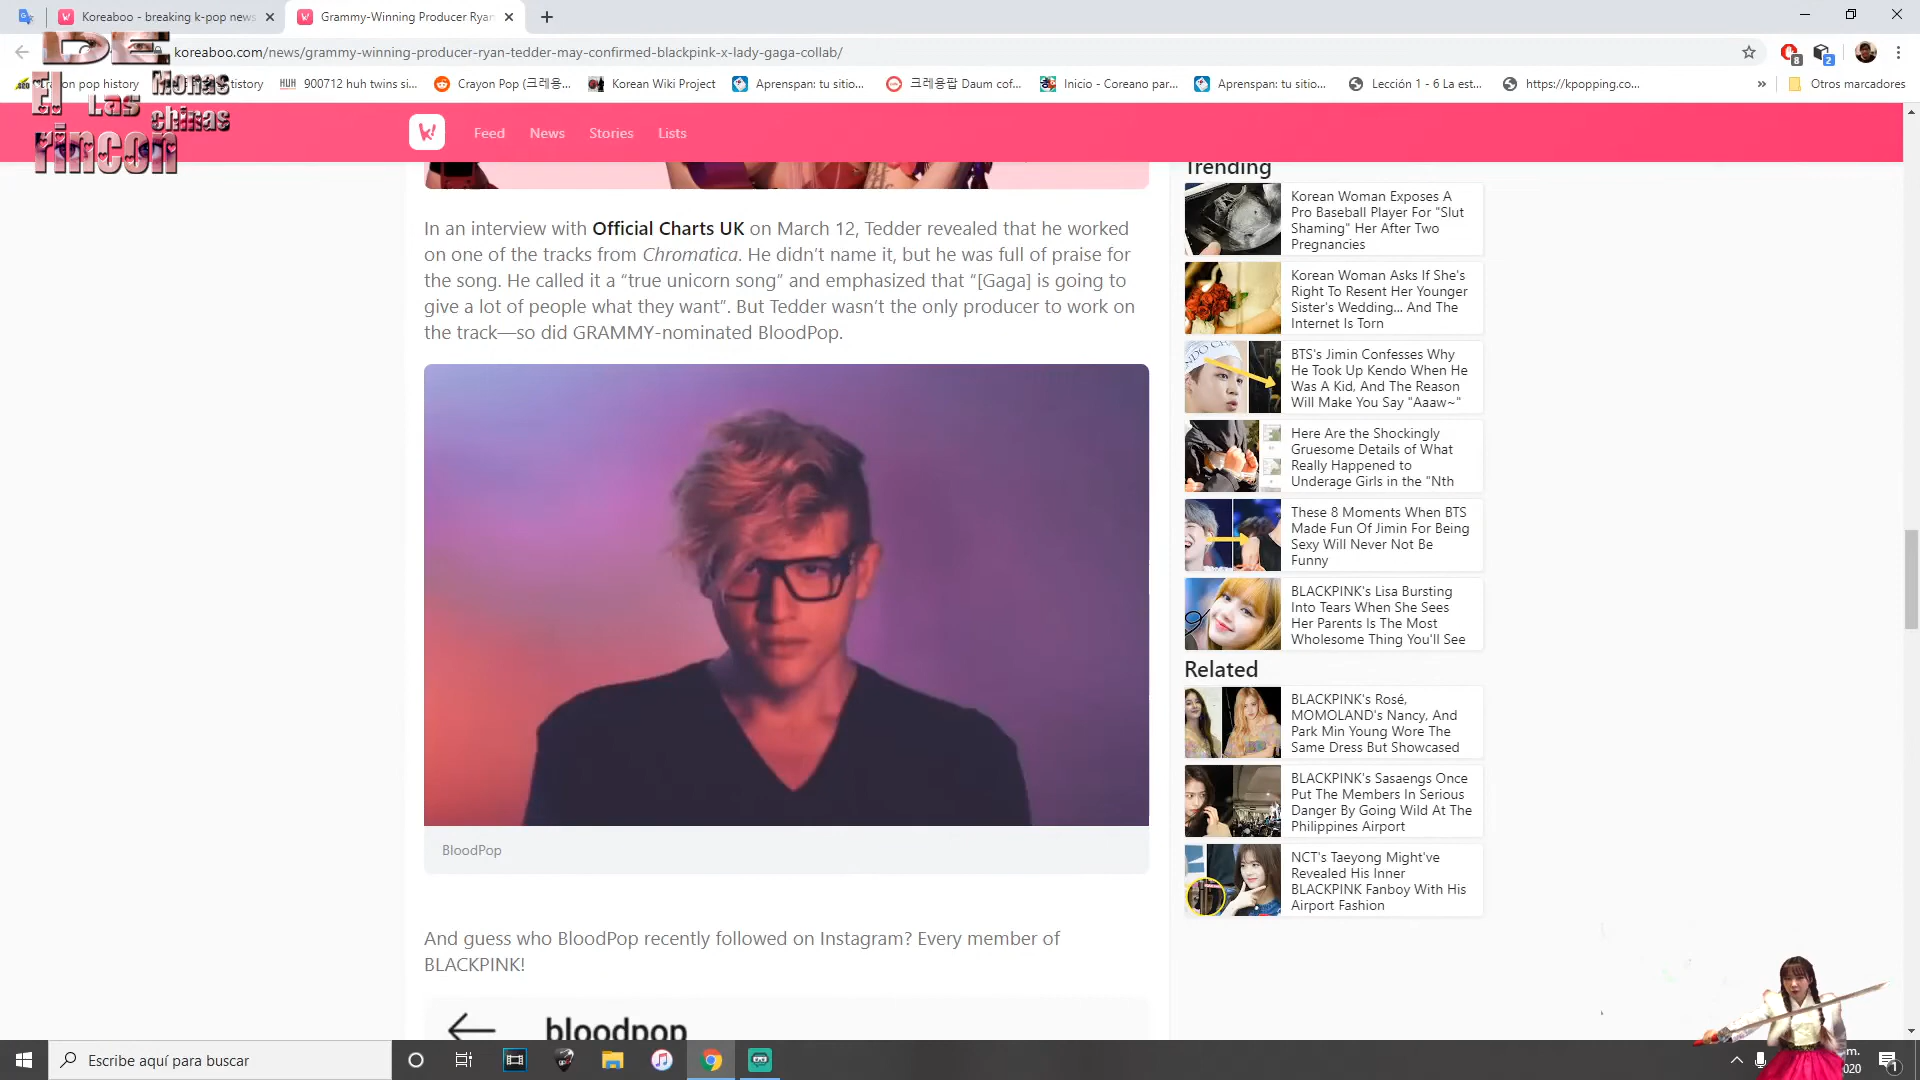 Koreaboo - breaking k-pop news
Grammy-Winning Producer Ryan
koreaboo.com/news/grammy-winning-producer-ryan-tedder-may-confirmed-blackpink-x-lady-gaga-collab/
8
2
DE
El Las Monas chinas
rincon
rayon pop history
tistory
HUH 900712 huh twins si...
Crayon Pop (크레용...
Korean Wiki Project
Aprenspan: tu sitio...
크레용팝 Daum cof...
Inicio - Coreano par...
Aprenspan: tu sitio...
Lección 1 - 6 La est...
https://kpopping.co...
»
Otros marcadores
k!
Feed
News
Stories
Lists
In an interview with Official Charts UK on March 12, Tedder revealed that he worked
on one of the tracks from Chromatica. He didn’t name it, but he was full of praise for
the song. He called it a “true unicorn song” and emphasized that “[Gaga] is going to
give a lot of people what they want”. But Tedder wasn’t the only producer to work on
the track—so did GRAMMY-nominated BloodPop.
BloodPop
And guess who BloodPop recently followed on Instagram? Every member of
BLACKPINK!
bloodpop
Trending
Korean Woman Exposes A
Pro Baseball Player For "Slut
Shaming" Her After Two
Pregnancies
Korean Woman Asks If She's
Right To Resent Her Younger
Sister's Wedding... And The
Internet Is Torn
BTS's Jimin Confesses Why
He Took Up Kendo When He
Was A Kid, And The Reason
Will Make You Say "Aaaw~"
Here Are the Shockingly
Gruesome Details of What
Really Happened to
Underage Girls in the "Nth
These 8 Moments When BTS
Made Fun Of Jimin For Being
Sexy Will Never Not Be
Funny
BLACKPINK's Lisa Bursting
Into Tears When She Sees
Her Parents Is The Most
Wholesome Thing You'll See
Related
BLACKPINK's Rosé,
MOMOLAND's Nancy, And
Park Min Young Wore The
Same Dress But Showcased
BLACKPINK's Sasaengs Once
Put The Members In Serious
Danger By Going Wild At The
Philippines Airport
NCT's Taeyong Might've
Revealed His Inner
BLACKPINK Fanboy With His
Airport Fashion
Escribe aquí para buscar
m.
020
1